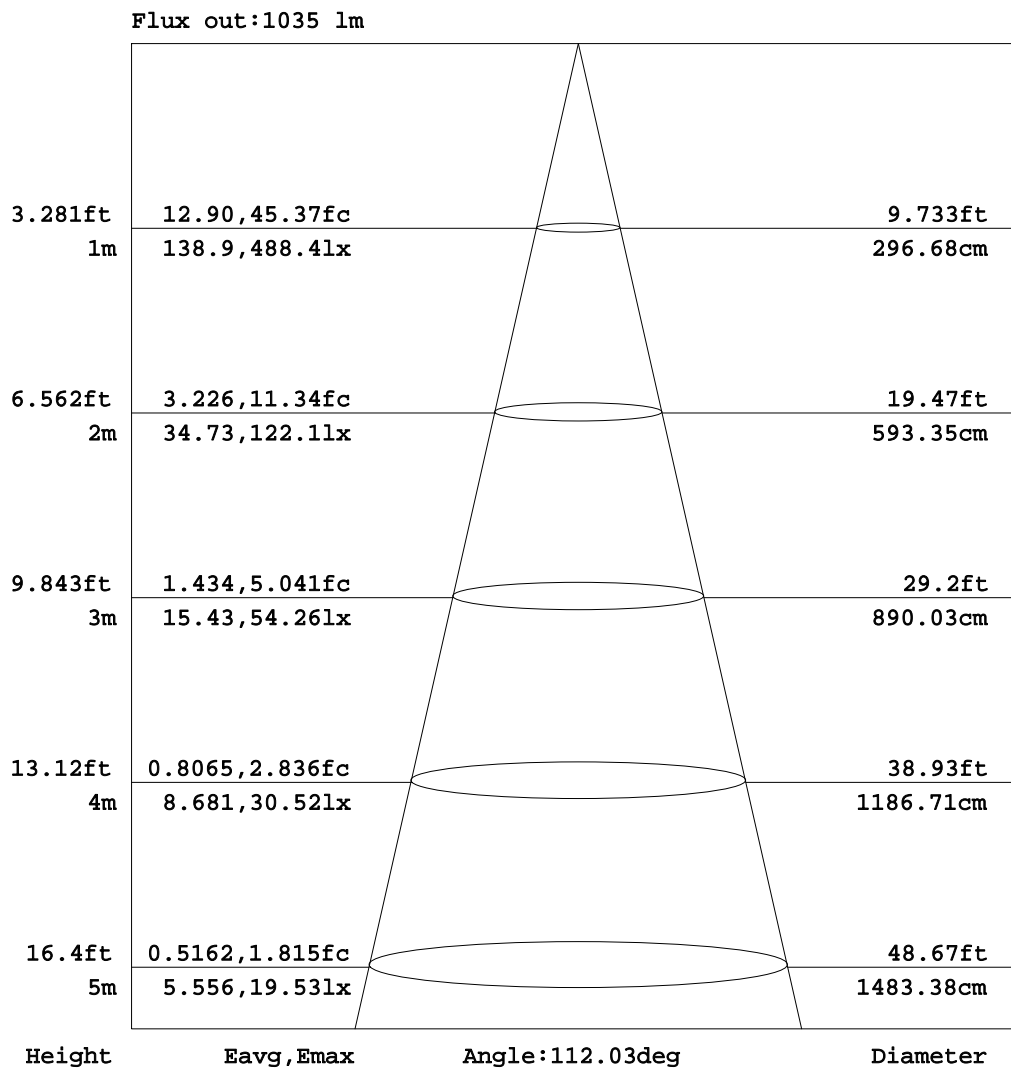 Flux out:1035 lm
3.281ft 12.90,45.37fc 9.733ft
1m 138.9,488.4lx 296.68cm
6.562ft 3.226,11.34fc 19.47ft
2m 34.73,122.1lx 593.35cm
9.843ft 1.434,5.041fc 29.2ft
3m 15.43,54.26lx 890.03cm
13.12ft 0.8065,2.836fc 38.93ft
4m 8.681,30.52lx 1186.71cm
16.4ft 0.5162,1.815fc 48.67ft
5m 5.556,19.53lx 1483.38cm
Height Eavg,Emax Angle:112.03deg Diameter